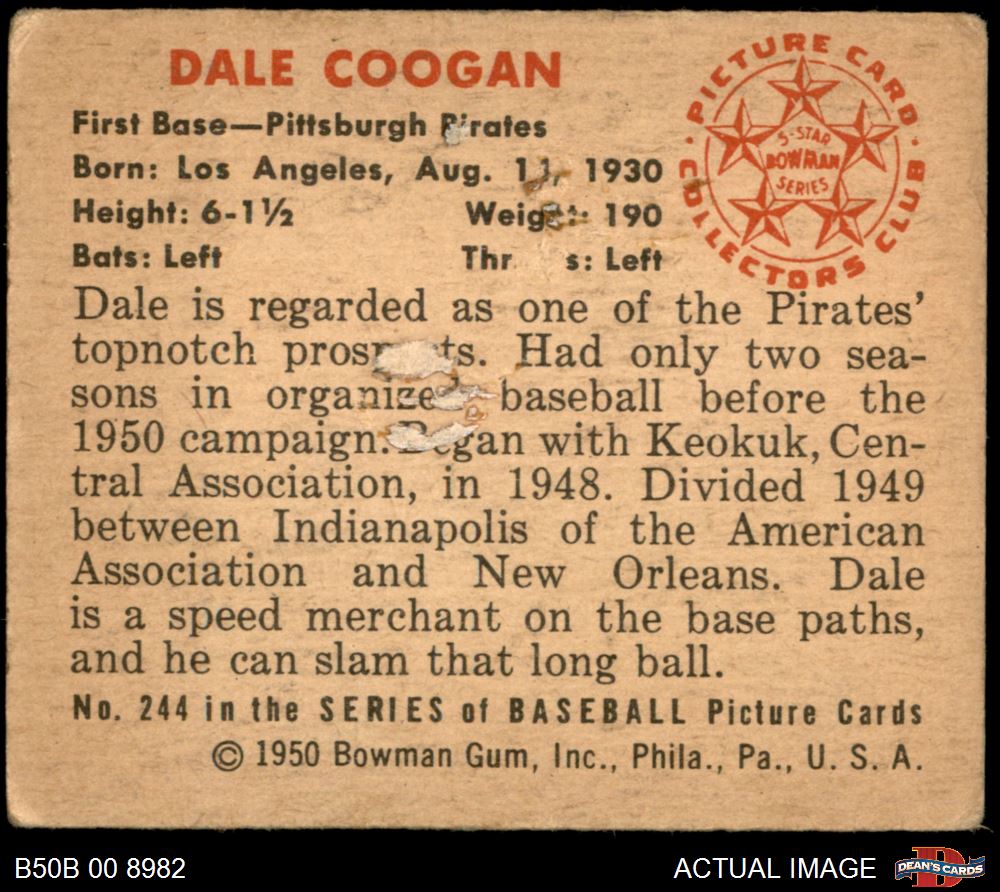 DALE COOGAN
First Base—Pittsburgh Pirates
Born: Los Angeles, Aug. 1930
Height: 6-1½ Weight: 190
Bats: Left Throws: Left
PICTURE CARD COLLECTORS CLUB
5-STAR
BOWMAN
SERIES
Dale is regarded as one of the Pirates'
topnotch prospects. Had only two sea-
sons in organized baseball before the
1950 campaign. Began with Keokuk, Cen-
tral Association, in 1948. Divided 1949
between Indianapolis of the American
Association and New Orleans. Dale
is a speed merchant on the base paths,
and he can slam that long ball.
No. 244 in the SERIES of BASEBALL Picture Cards
© 1950 Bowman Gum, Inc., Phila., Pa., U. S. A.
B50B 00 8982 ACTUAL IMAGE
D
DEAN'S CARDS